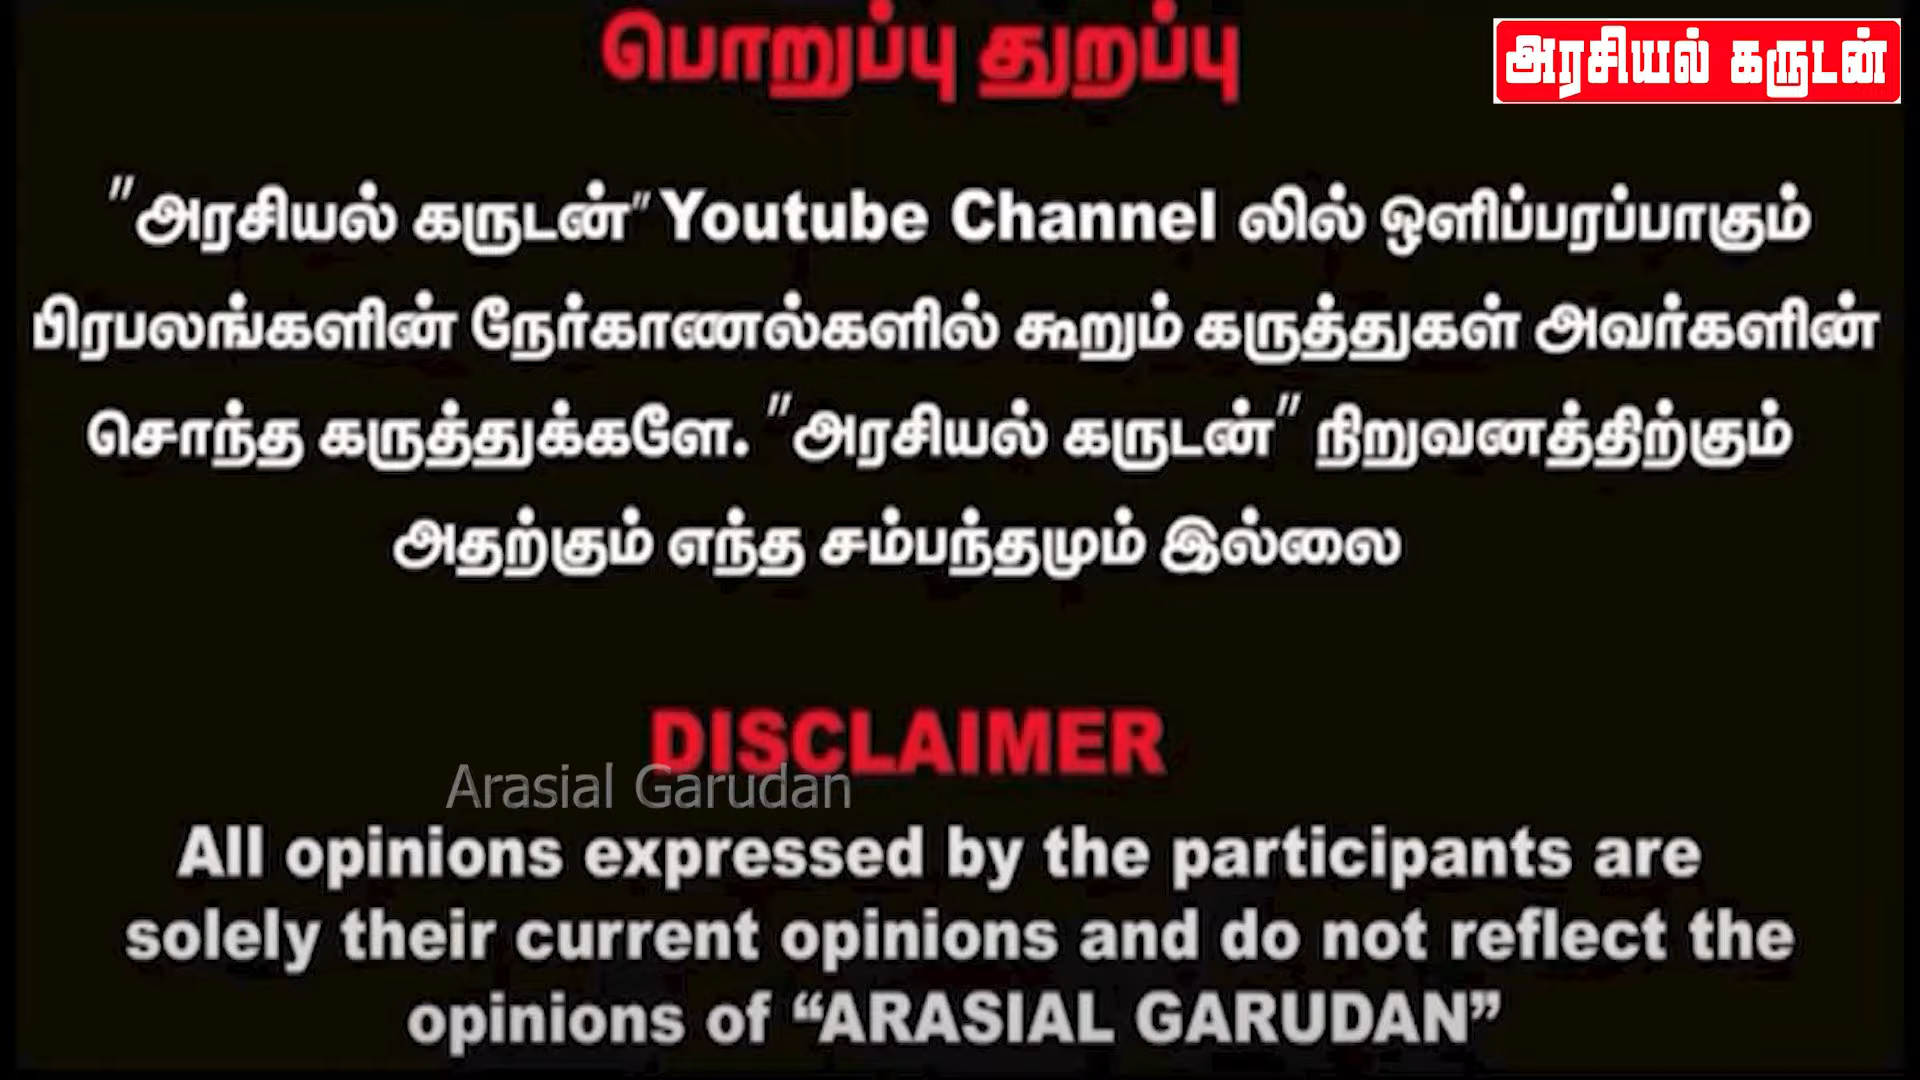 பொறுப்பு துறப்பு
அரசியல் கருடன்
"அரசியல் கருடன்" Youtube Channel லில் ஒளிப்பரப்பாகும்
பிரபலங்களின் நேர்காணல்களில் கூறும் கருத்துகள் அவர்களின்
சொந்த கருத்துக்களே. "அரசியல் கருடன்" நிறுவனத்திற்கும்
அதற்கும் எந்த சம்பந்தமும் இல்லை
DISCLAIMER
Arasial Garudan
All opinions expressed by the participants are
solely their current opinions and do not reflect the
opinions of “ARASIAL GARUDAN”